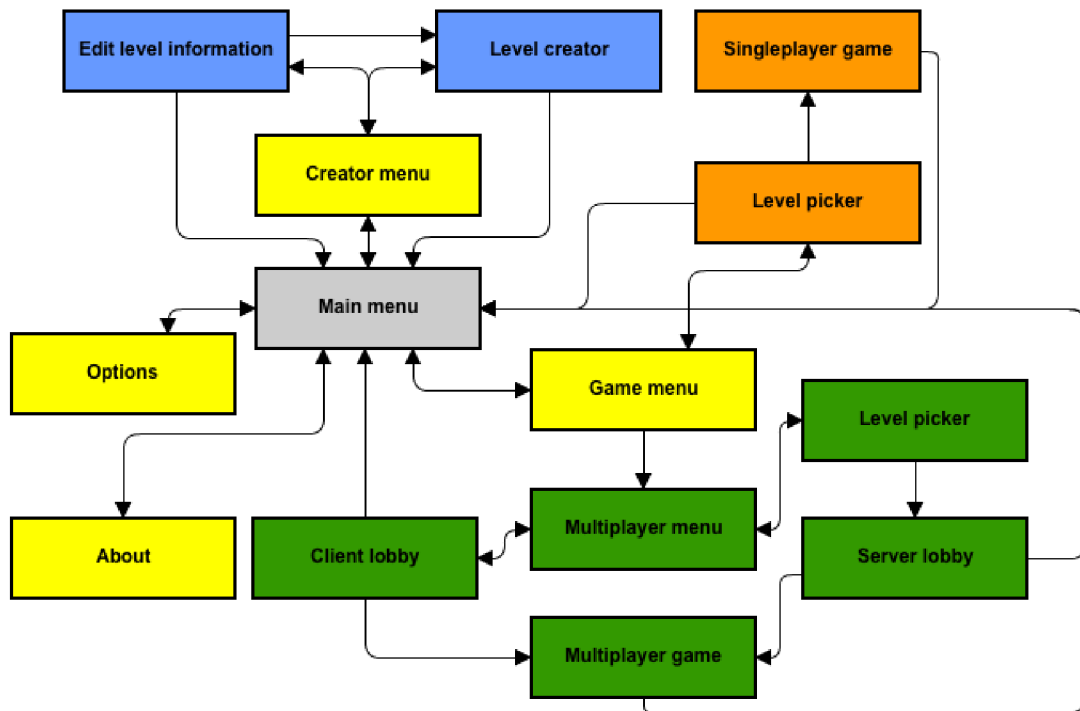 Edit level information
Level creator
Singleplayer game
Creator menu
Level picker
Main menu
Options
Game menu
Level picker
About
Client lobby
Multiplayer menu
Server lobby
Multiplayer game